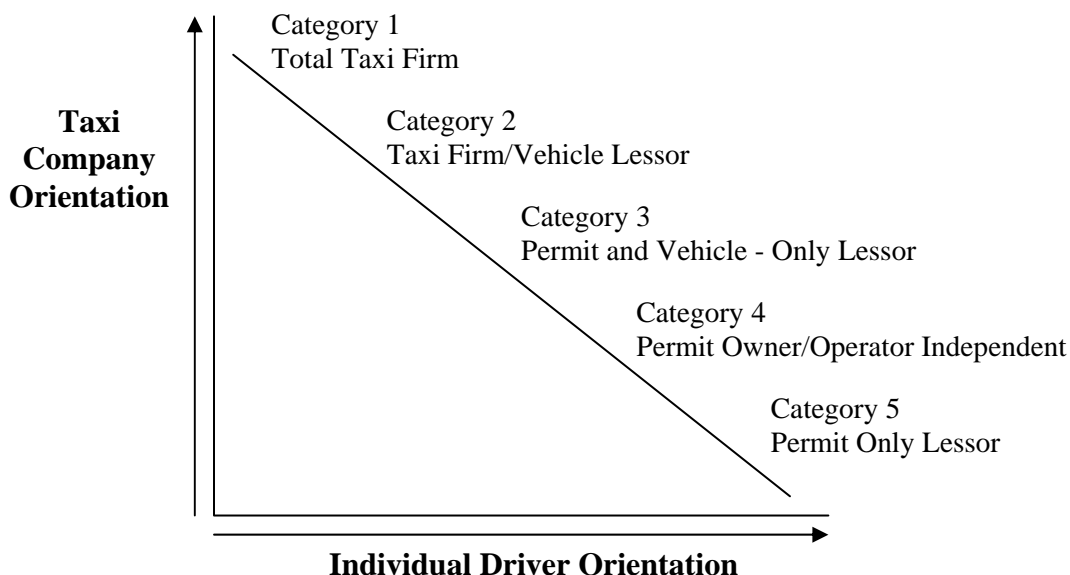 Category 1
Total Taxi Firm
Taxi
Company
Orientation
Category 2
Taxi Firm/Vehicle Lessor
Category 3
Permit and Vehicle - Only Lessor
Category 4
Permit Owner/Operator Independent
Category 5
Permit Only Lessor
Individual Driver Orientation